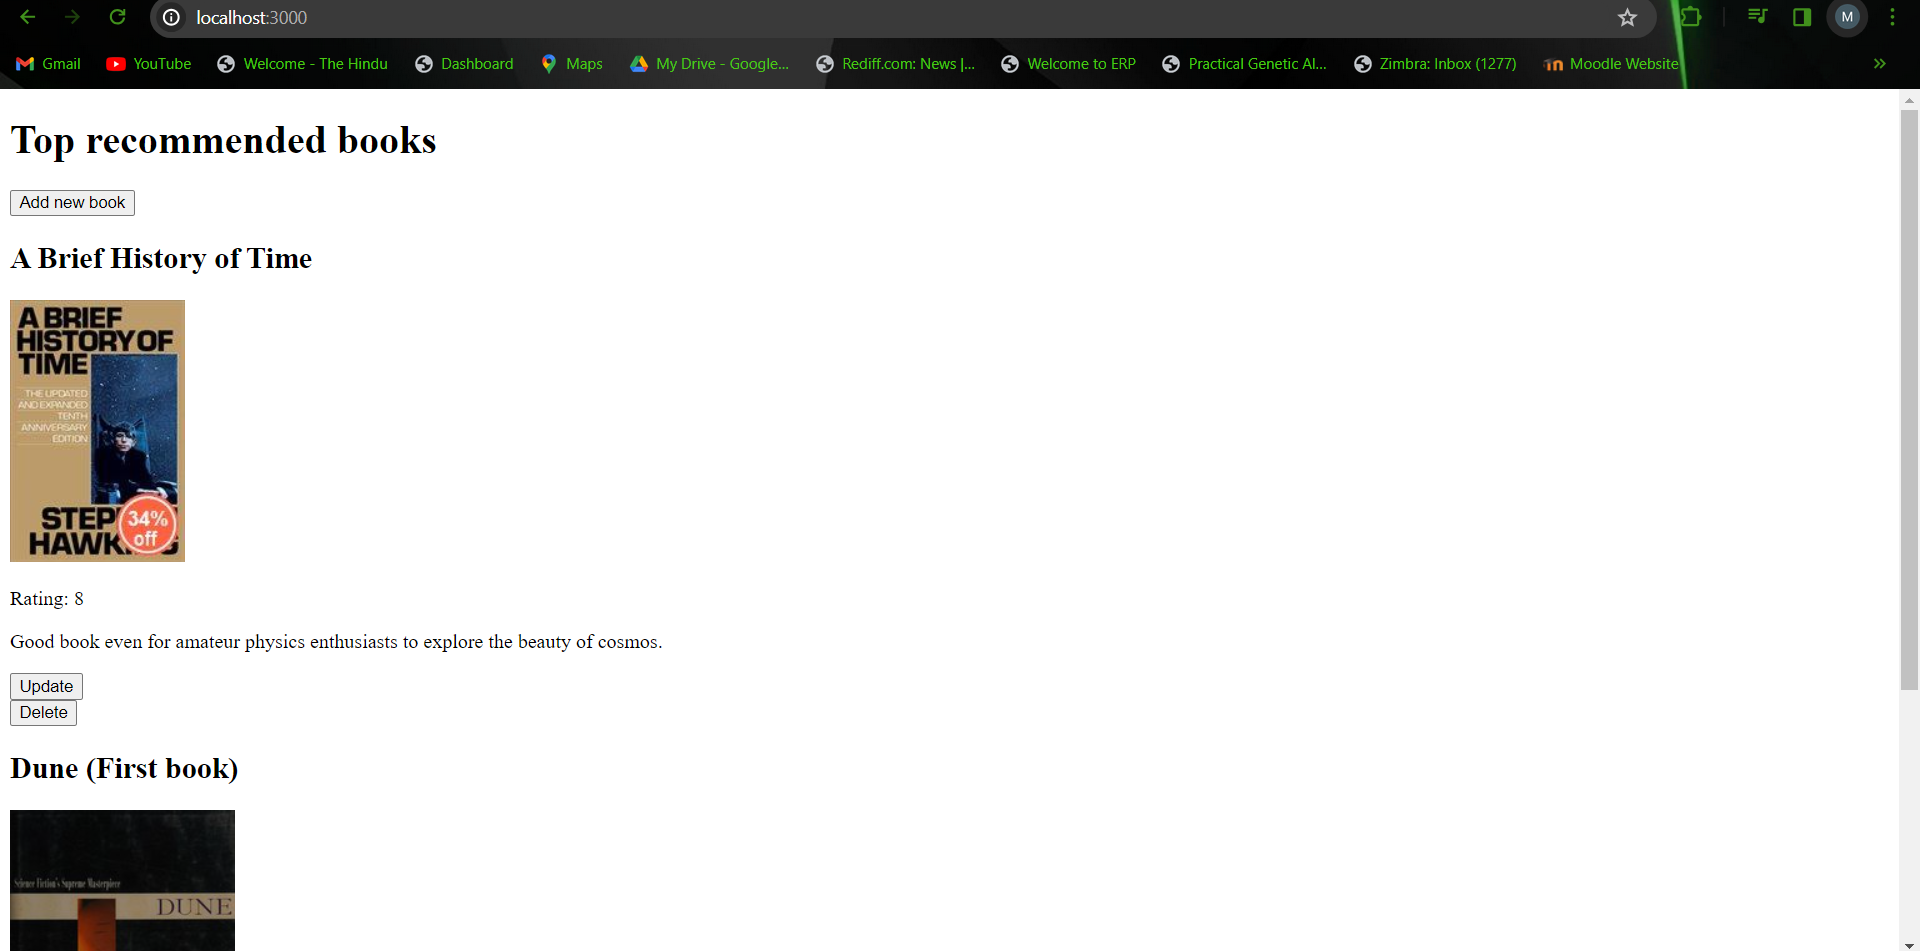 localhost:3000
M
Gmail YouTube Welcome - The Hindu Dashboard Maps My Drive - Google... Rediff.com: News |... Welcome to ERP Practical Genetic Al... Zimbra: Inbox (1277) Moodle Website
Top recommended books
Add new book
A Brief History of Time
A BRIEF
HISTORY OF
TIME
THE UPDATED
AND EXPANDED
TENTH
ANNIVERSARY
EDITION
STEP
HAWK
34%
off
Rating: 8
Good book even for amateur physics enthusiasts to explore the beauty of cosmos.
Update
Delete
Dune (First book)
Science Fiction's Supreme Masterpiece
DUNE